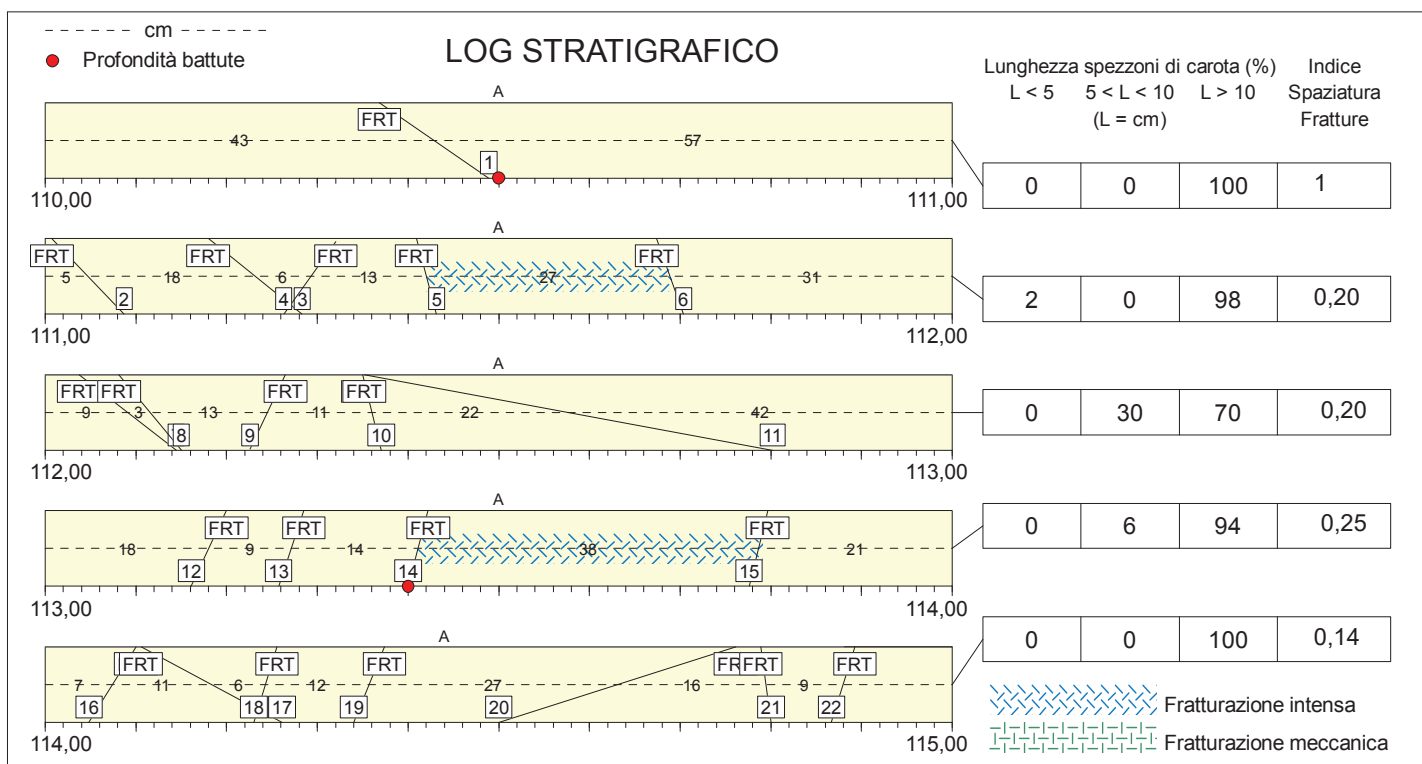 cm
Profondità battute
LOG STRATIGRAFICO
Lunghezza spezzoni di carota (%) Indice
L < 5 5 < L < 10 L > 10 Spaziatura
(L = cm) Fratture
A
FRT
43 57
1
110,00 111,00
0 0 100 1
A
FRT FRT FRT FRT FRT
5 18 6 13 27 31
2 4 3 5 6
111,00 112,00
2 0 98 0,20
A
FRT FRT FRT FRT
9 3 13 11 22 42
8 9 10 11
112,00 113,00
0 30 70 0,20
A
FRT FRT FRT FRT
18 9 14 38 21
12 13 14 15
113,00 114,00
0 6 94 0,25
A
FRT FRT FRT FR FRT FRT
7 11 6 12 27 16 9
16 18 17 19 20 21 22
114,00 115,00
0 0 100 0,14
Fratturazione intensa
Fratturazione meccanica